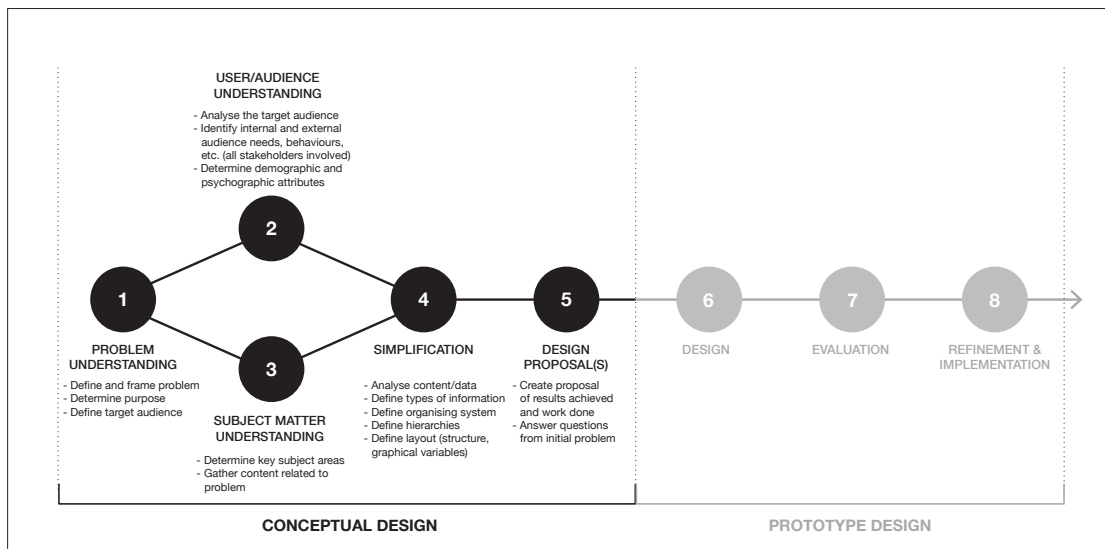 USER/AUDIENCE
UNDERSTANDING
- Analyse the target audience
- Identify internal and external
audience needs, behaviours,
etc. (all stakeholders involved)
- Determine demographic and
psychographic attributes
2
1
PROBLEM
UNDERSTANDING
- Define and frame problem
- Determine purpose
- Define target audience
3
SUBJECT MATTER
UNDERSTANDING
- Determine key subject areas
- Gather content related to
problem
4
SIMPLIFICATION
- Analyse content/data
- Define types of information
- Define organising system
- Define hierarchies
- Define layout (structure,
graphical variables)
5
DESIGN
PROPOSAL(S)
- Create proposal
of results achieved
and work done
- Answer questions
from initial problem
6
DESIGN
7
EVALUATION
8
REFINEMENT &
IMPLEMENTATION
CONCEPTUAL DESIGN
PROTOTYPE DESIGN